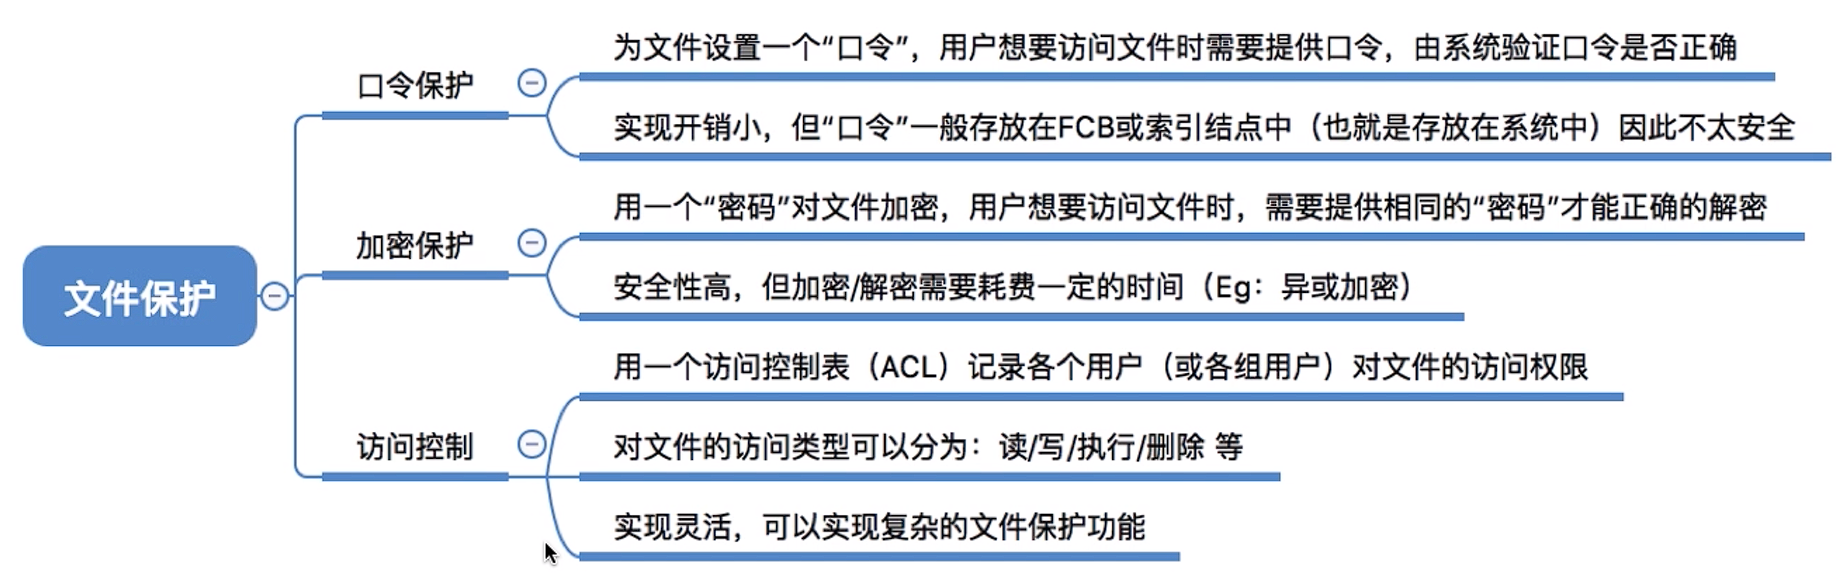 为文件设置一个“口令”，用户想要访问文件时需要提供口令，由系统验证口令是否正确
口令保护
实现开销小，但“口令”一般存放在FCB或索引结点中（也就是存放在系统中）因此不太安全
用一个“密码”对文件加密，用户想要访问文件时，需要提供相同的“密码”才能正确的解密
加密保护
安全性高，但加密/解密需要耗费一定的时间（Eg：异或加密）
文件保护
用一个访问控制表（ACL）记录各个用户（或各组用户）对文件的访问权限
访问控制
对文件的访问类型可以分为：读/写/执行/删除 等
实现灵活，可以实现复杂的文件保护功能